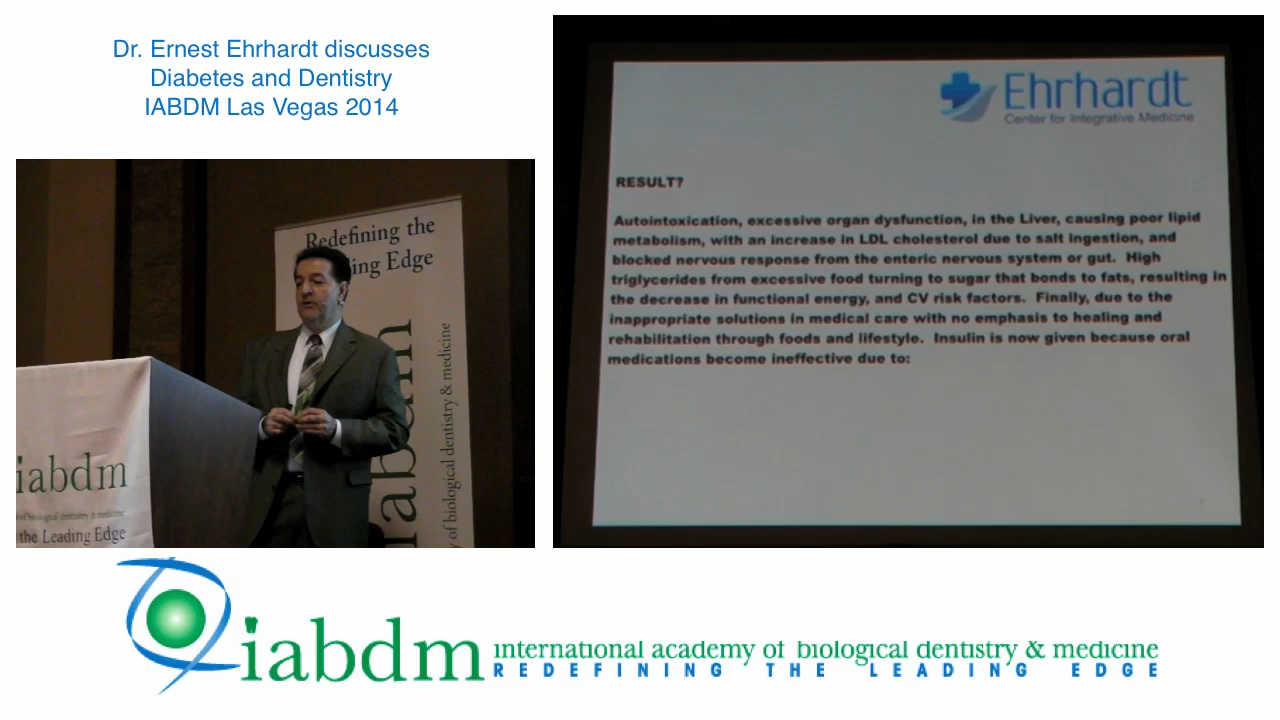 Dr. Ernest Ehrhardt discusses
Diabetes and Dentistry
IABDM Las Vegas 2014
Redefining the
ing Edge
iabdm
y of biological dentistry & medicine
iabdm
of biological dentistry & medicine
the Leading Edge
Ehrhardt
Center for Integrative Medicine
RESULT?
Autointoxication, excessive organ dysfunction, in the Liver, causing poor lipid
metabolism, with an increase in LDL cholesterol due to salt ingestion, and
blocked nervous response from the enteric nervous system or gut. High
triglycerides from excessive food turning to sugar that bonds to fats, resulting in
the decrease in functional energy, and CV risk factors. Finally, due to the
inappropriate solutions in medical care with no emphasis to healing and
rehabilitation through foods and lifestyle. Insulin is now given because oral
medications become ineffective due to:
iabdm
international academy of biological dentistry & medicine
REDEFINING THE LEADING EDGE